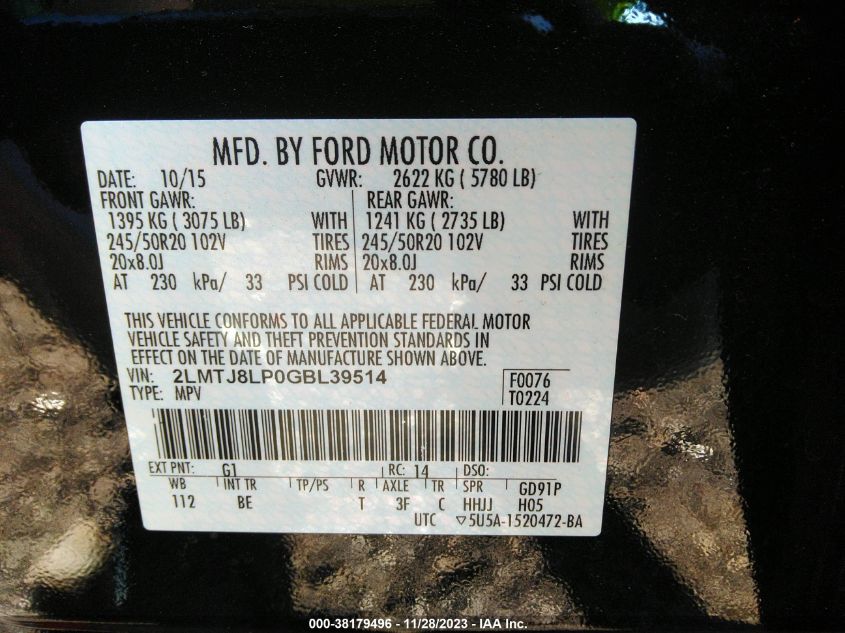 MFD. BY FORD MOTOR CO.
DATE: 10/15 GVWR: 2622 KG ( 5780 LB)
FRONT GAWR: REAR GAWR:
1395 KG ( 3075 LB) WITH 1241 KG ( 2735 LB) WITH
245/50R20 102V TIRES 245/50R20 102V TIRES
20x8.0J RIMS 20x8.0J RIMS
AT 230 kPa/ 33 PSI COLD AT 230 kPa/ 33 PSI COLD
THIS VEHICLE CONFORMS TO ALL APPLICABLE FEDERAL MOTOR
VEHICLE SAFETY AND THEFT PREVENTION STANDARDS IN
EFFECT ON THE DATE OF MANUFACTURE SHOWN ABOVE.
VIN: 2LMTJ8LP0GBL39514 F0076
TYPE: MPV T0224
EXT PNT: G1 RC: 14 DSO:
WB INT TR TP/PS R AXLE TR SPR GD91P
112 BE T 3F C HHJJ H05
UTC ▽5U5A-1520472-BA
000-38179496 - 11/28/2023 - IAA Inc.